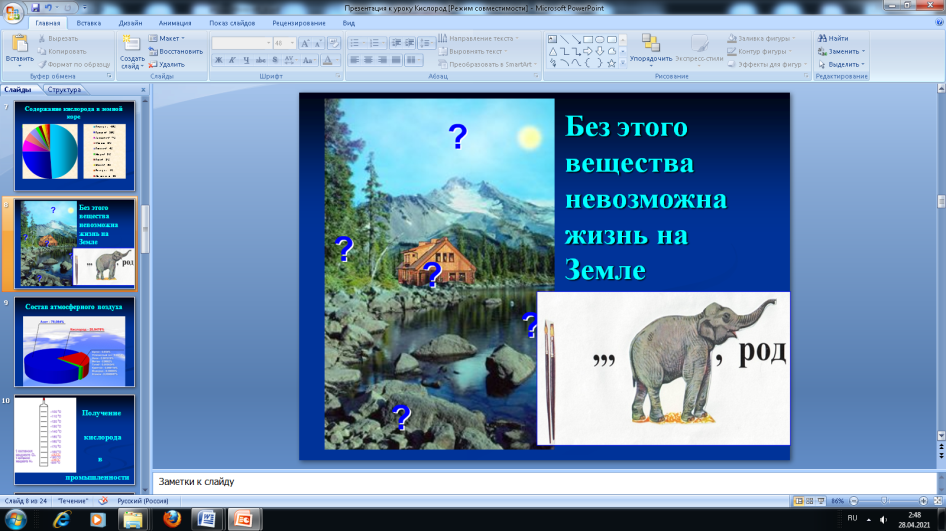 Презентация к уроку Кислород [Режим совместимости] - Microsoft PowerPoint
Главная Вставка Дизайн Анимация Показ слайдов Рецензирование Вид
Вставить
Вырезать
Копировать
Формат по образцу
Буфер обмена
Создать слайд
Макет
Восстановить
Удалить
Слайды
48
Ж К Ч abc S AV Aa A
Шрифт
Направление текста
Выровнять текст
Преобразовать в SmartArt
Абзац
Упорядочить
Экспресс-стили
Заливка фигуры
Контур фигуры
Эффекты для фигур
Рисование
Найти
Заменить
Выделить
Редактирование
Слайды Структура
7
Содержание кислорода в земной
коре
8
Без этого
вещества
невозможна
жизнь на
Земле
,,, , род
9
Состав атмосферного воздуха
10
Получение
кислорода
в
промышленности
?
?
?
?
?
Без этого
вещества
невозможна
жизнь на
Земле
,,, , род
Заметки к слайду
Слайд 8 из 24 "Течение" Русский (Россия) 86%
RU 2:48
28.04.2021